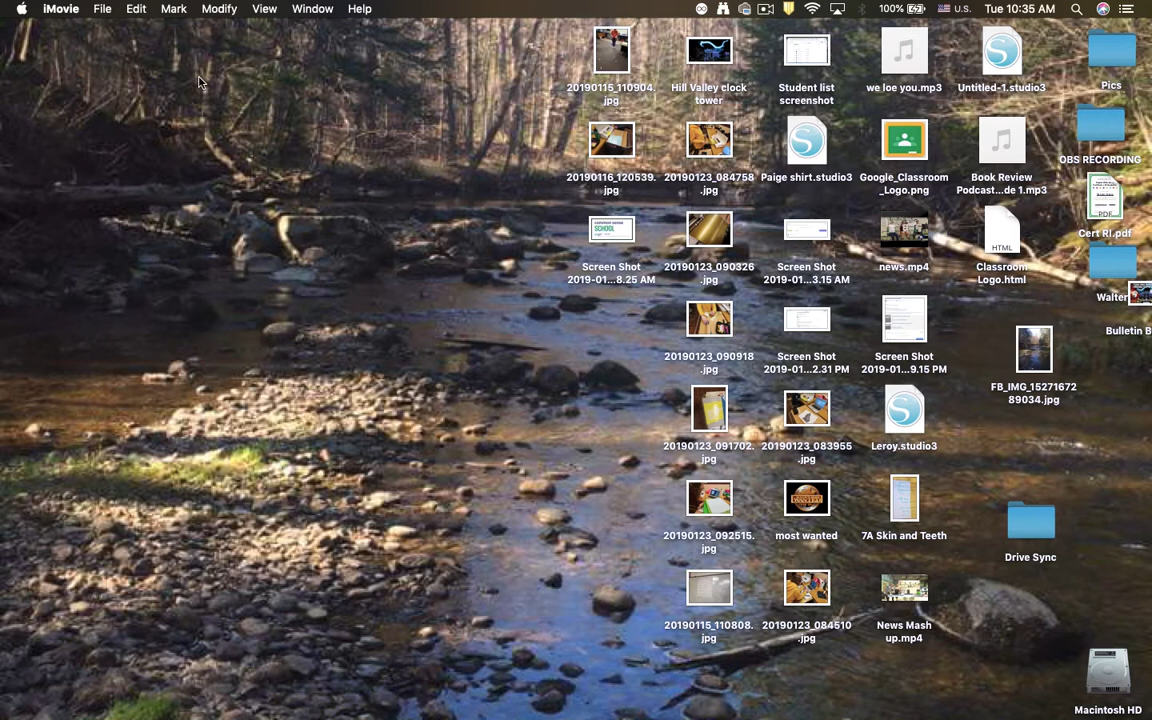 iMovie File Edit Mark Modify View Window Help 100% U.S. Tue 10:35 AM
20190115_110904.
jpg
Hill Valley clock
tower
Student list
screenshot
we loe you.mp3
Untitled-1.studio3
Pics
20190116_120539.
jpg
20190123_084758
.jpg
Paige shirt.studio3
Google_Classroom
_Logo.png
Book Review
Podcast...de 1.mp3
OBS RECORDING
PDF
Cert RI.pdf
SCHOOL
Screen Shot
2019-01...8.25 AM
20190123_090326
.jpg
Screen Shot
2019-01...3.15 AM
news.mp4
HTML
Classroom
Logo.html
Walter
Bulletin B
20190123_090918
.jpg
Screen Shot
2019-01...2.31 PM
Screen Shot
2019-01...9.15 PM
FB_IMG_15271672
89034.jpg
20190123_091702.
jpg
20190123_083955
.jpg
Leroy.studio3
20190123_092515.
jpg
most wanted
7A Skin and Teeth
Drive Sync
20190115_110808.
jpg
20190123_084510
.jpg
News Mash
up.mp4
Macintosh HD